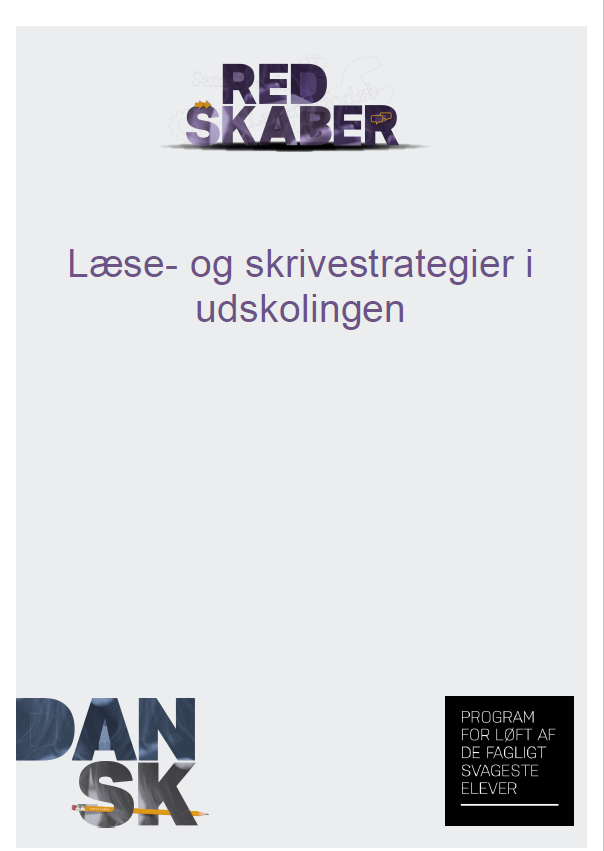 RED
SKABER
Læse- og skrivestrategier i
udskolingen
DAN
SK
PROGRAM
FOR LØFT AF
DE FAGLIGT
SVAGESTE
ELEVER